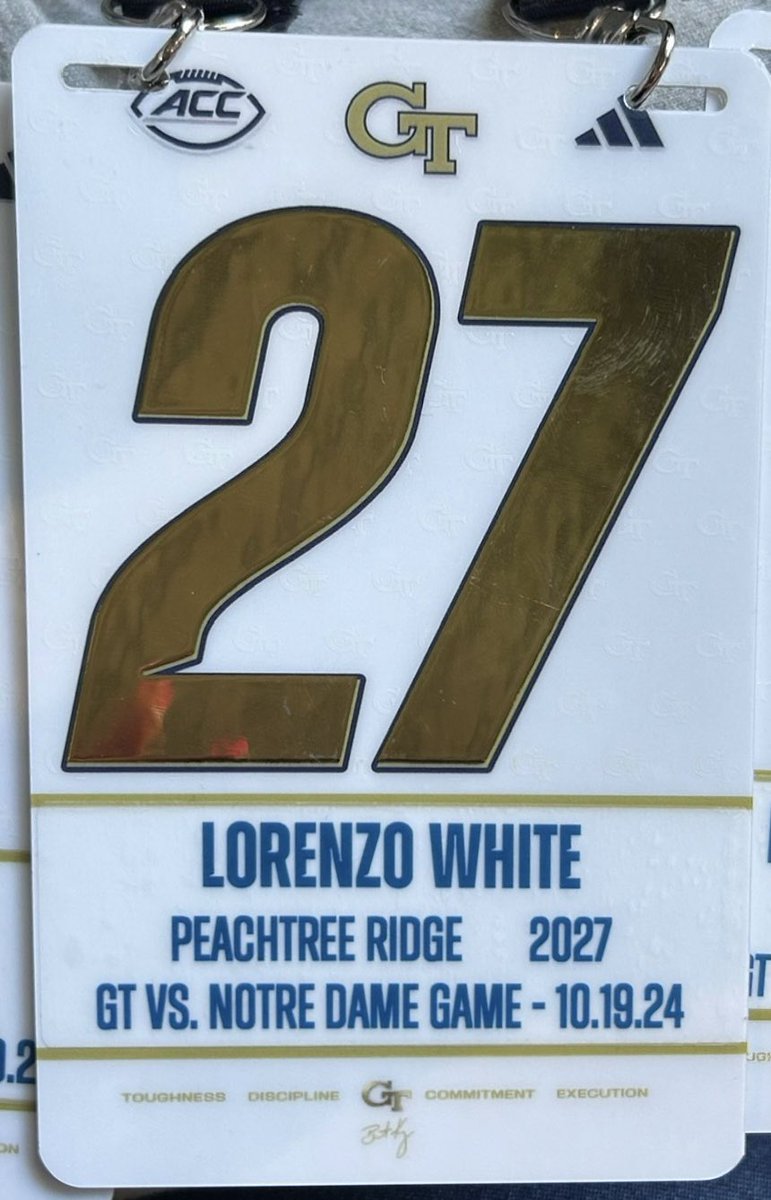 ACC GT
27
LORENZO WHITE
PEACHTREE RIDGE 2027
GT VS. NOTRE DAME GAME - 10.19.24
TOUGHNESS DISCIPLINE GT COMMITMENT EXECUTION